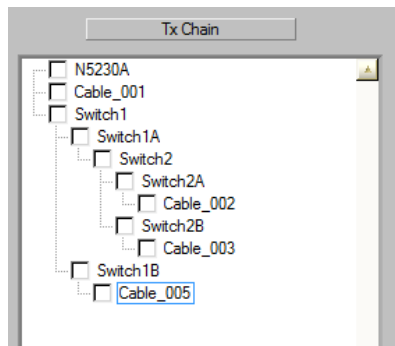 Tx Chain
N5230A
Cable_001
Switch1
Switch1A
Switch2
Switch2A
Cable_002
Switch2B
Cable_003
Switch1B
Cable_005